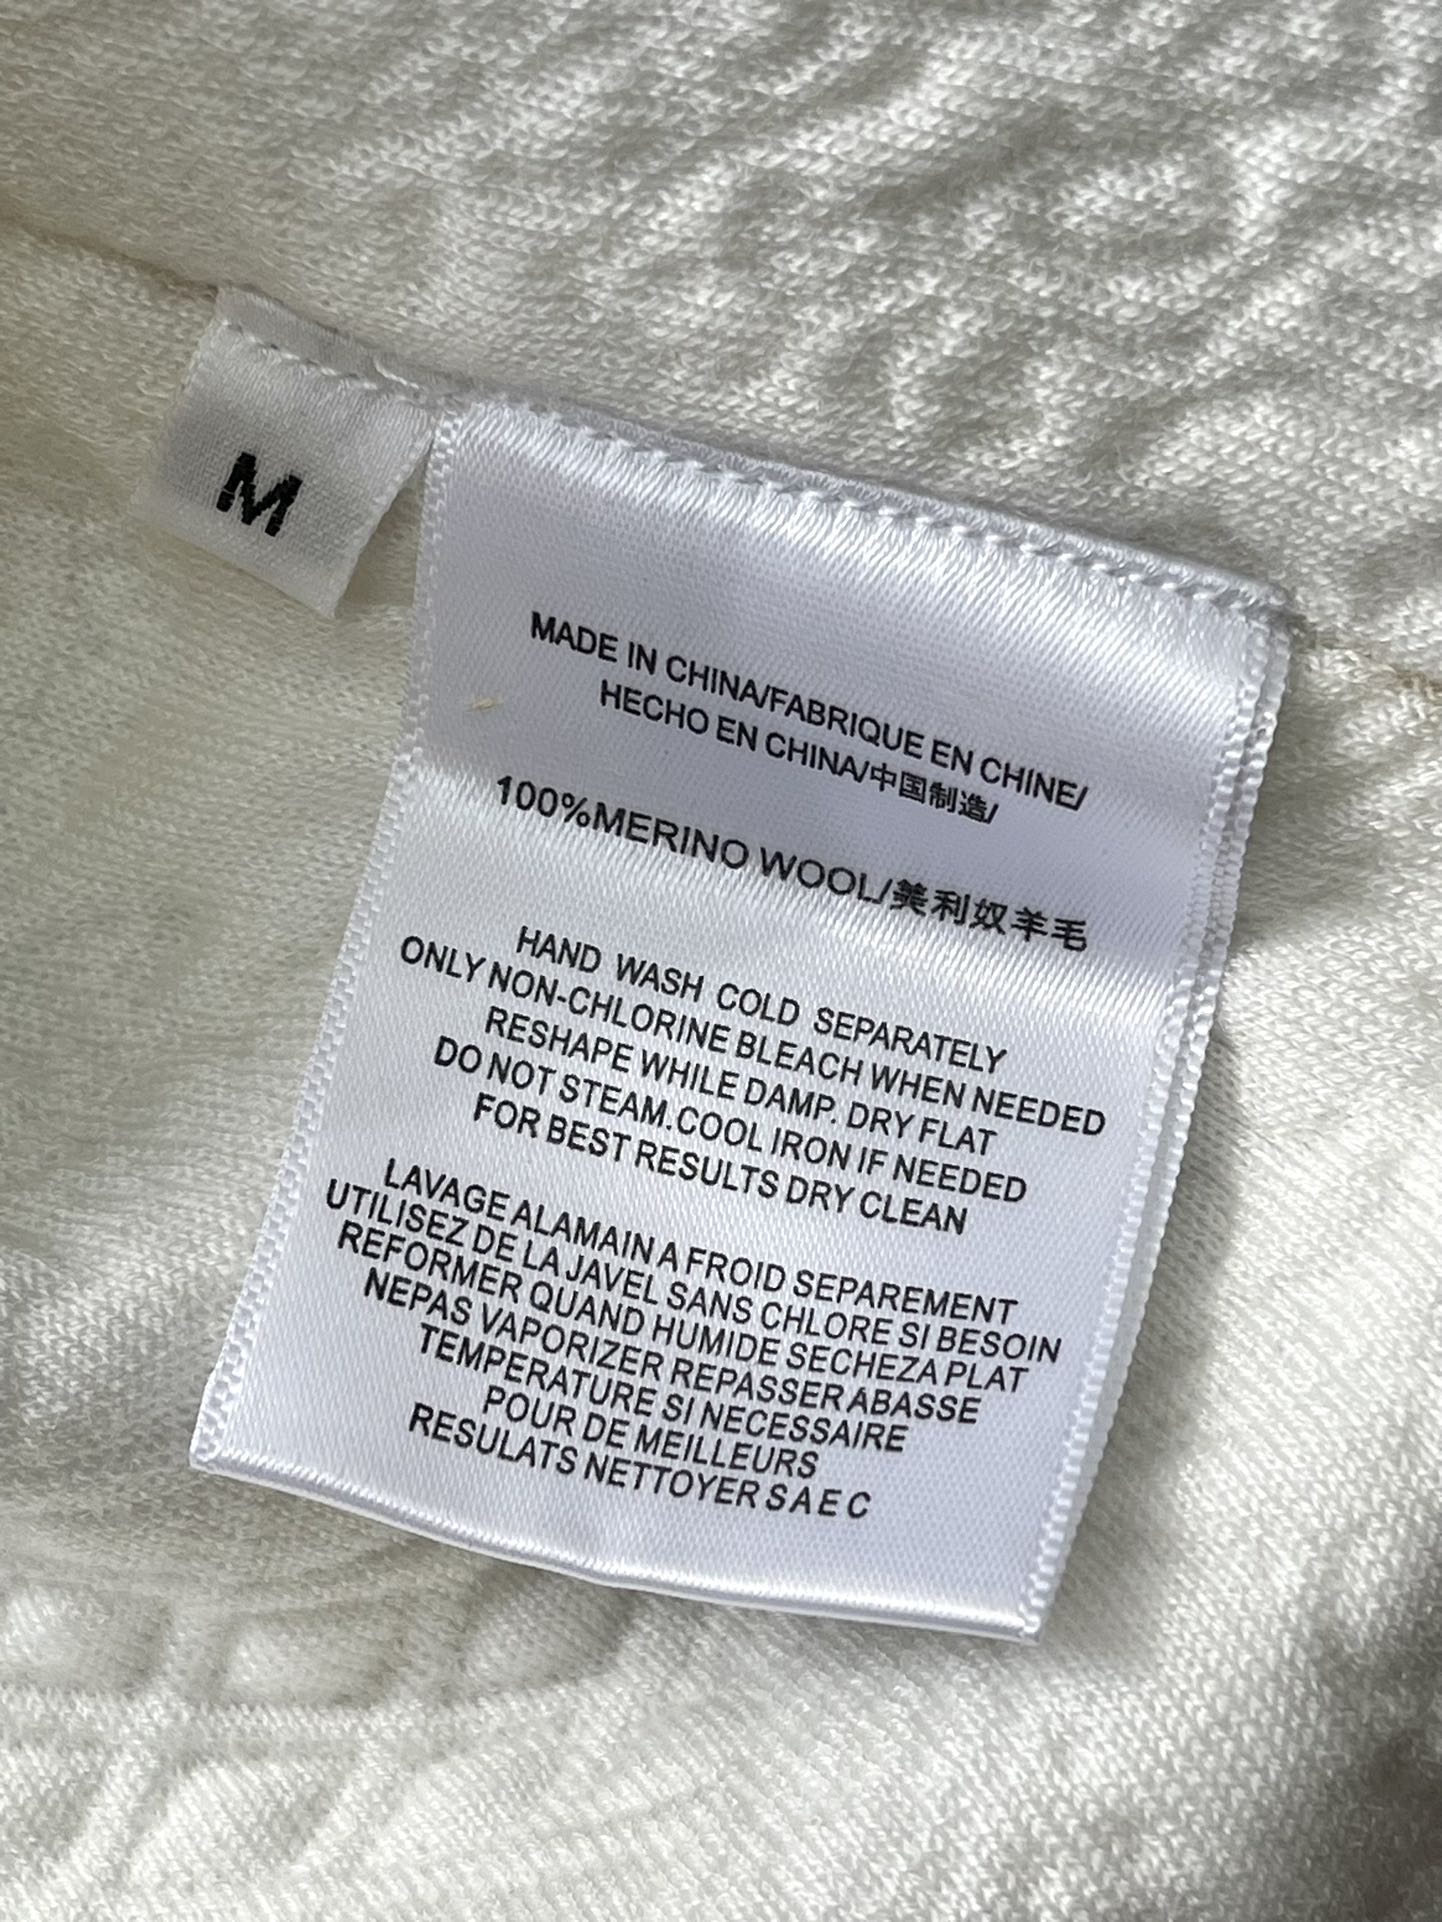 M
MADE IN CHINA/FABRIQUE EN CHINE/
HECHO EN CHINA/中国制造/
100%MERINO WOOL/美利奴羊毛
HAND WASH COLD SEPARATELY
ONLY NON-CHLORINE BLEACH WHEN NEEDED
RESHAPE WHILE DAMP. DRY FLAT
DO NOT STEAM.COOL IRON IF NEEDED
FOR BEST RESULTS DRY CLEAN
LAVAGE ALAMAIN A FROID SEPAREMENT
UTILISEZ DE LA JAVEL SANS CHLORE SI BESOIN
REFORMER QUAND HUMIDE SECHEZA PLAT
NEPAS VAPORIZER REPASSER ABASSE
TEMPERATURE SI NECESSAIRE
POUR DE MEILLEURS
RESULATS NETTOYER S A E C